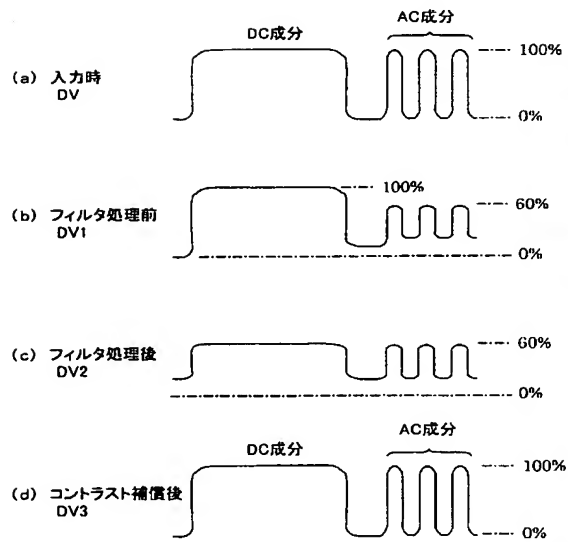 DC成分
AC成分
100%
(a) 入力時
DV
0%
100%
60%
(b) フィルタ処理前
DV1
0%
(c) フィルタ処理後
DV2
60%
0%
DC成分
AC成分
100%
(d) コントラスト補償後
DV3
0%